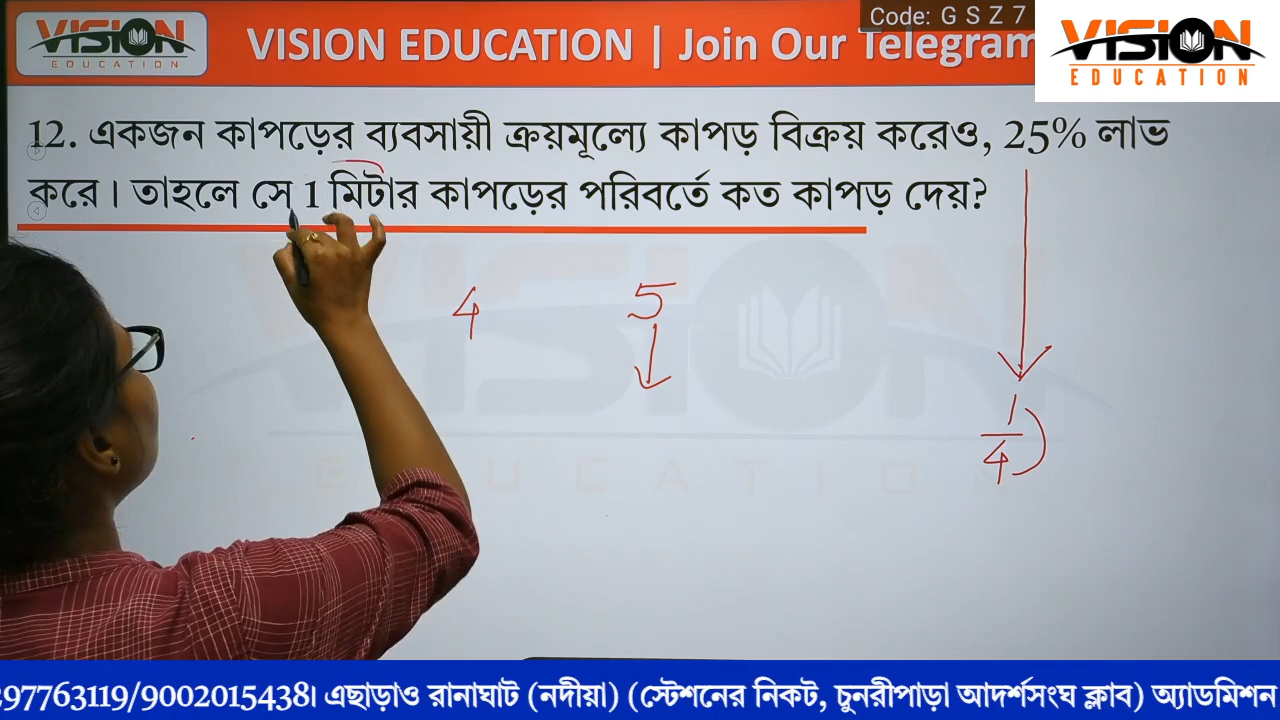 VISION
EDUCATION
VISION EDUCATION | Join Our Telegram
Code: G S Z 7
VISION
EDUCATION
12. একজন কাপড়ের ব্যবসায়ী ক্রয়মূল্যে কাপড় বিক্রয় করেও, 25% লাভ
করে। তাহলে সে 1 মিটার কাপড়ের পরিবর্তে কত কাপড় দেয়?
4 5
1
4
VISION
EDUCATION
97763119/9002015438। এছাড়াও রানাঘাট (নদীয়া) (স্টেশনের নিকট, চুনরীপাড়া আদর্শসংঘ ক্লাব) অ্যাডমিশন